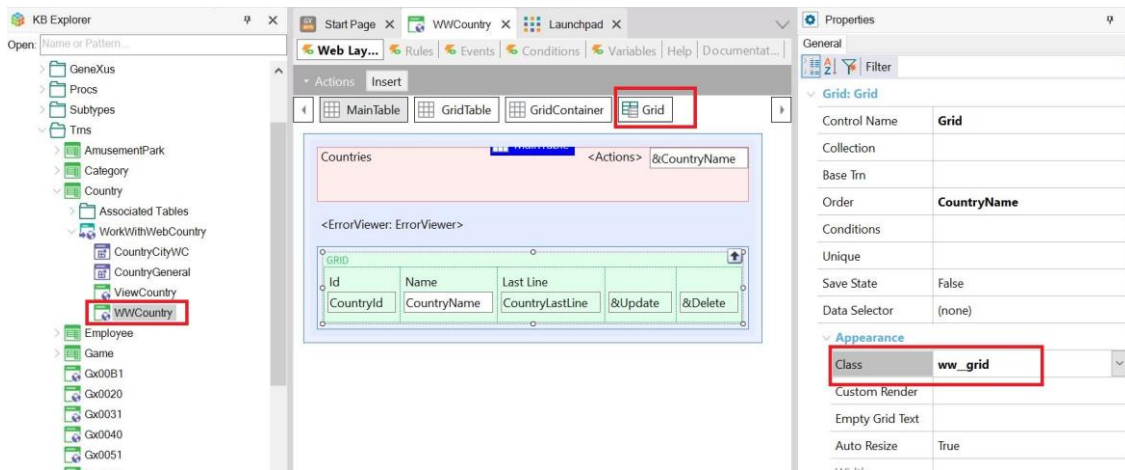 KB Explorer
Open: Name or Pattern...
GeneXus
Procs
Subtypes
Trns
AmusementPark
Category
Country
Associated Tables
WorkWithWebCountry
CountryCityWC
CountryGeneral
ViewCountry
WWCountry
Employee
Game
Gx00B1
Gx0020
Gx0031
Gx0040
Gx0051
Start Page WWCountry Launchpad
Web Lay... Rules Events Conditions Variables Help Documentat...
Actions Insert
MainTable GridTable GridContainer Grid
Countries <Actions> &CountryName
<ErrorViewer: ErrorViewer>
GRID
Id Name Last Line
CountryId CountryName CountryLastLine &Update &Delete
Properties
General
Filter
Grid: Grid
Control Name Grid
Collection
Base Trn
Order CountryName
Conditions
Unique
Save State False
Data Selector (none)
Appearance
Class ww__grid
Custom Render
Empty Grid Text
Auto Resize True